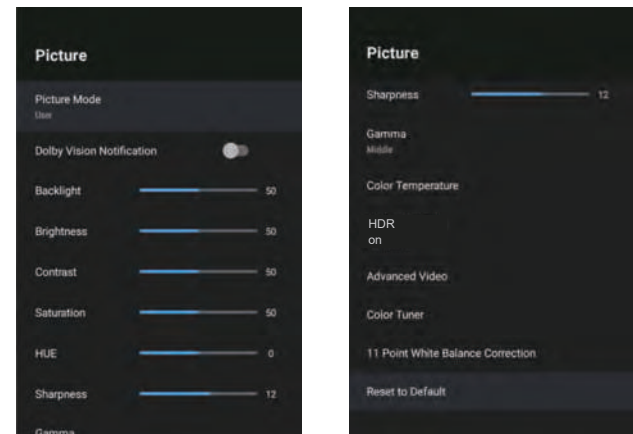 Picture
Picture Mode
User
Dolby Vision Notification
Backlight 50
Brightness 50
Contrast 50
Saturation 50
HUE 0
Sharpness 12
Gamma
Picture
Sharpness 12
Gamma
Middle
Color Temperature
HDR
on
Advanced Video
Color Tuner
11 Point White Balance Correction
Reset to Default